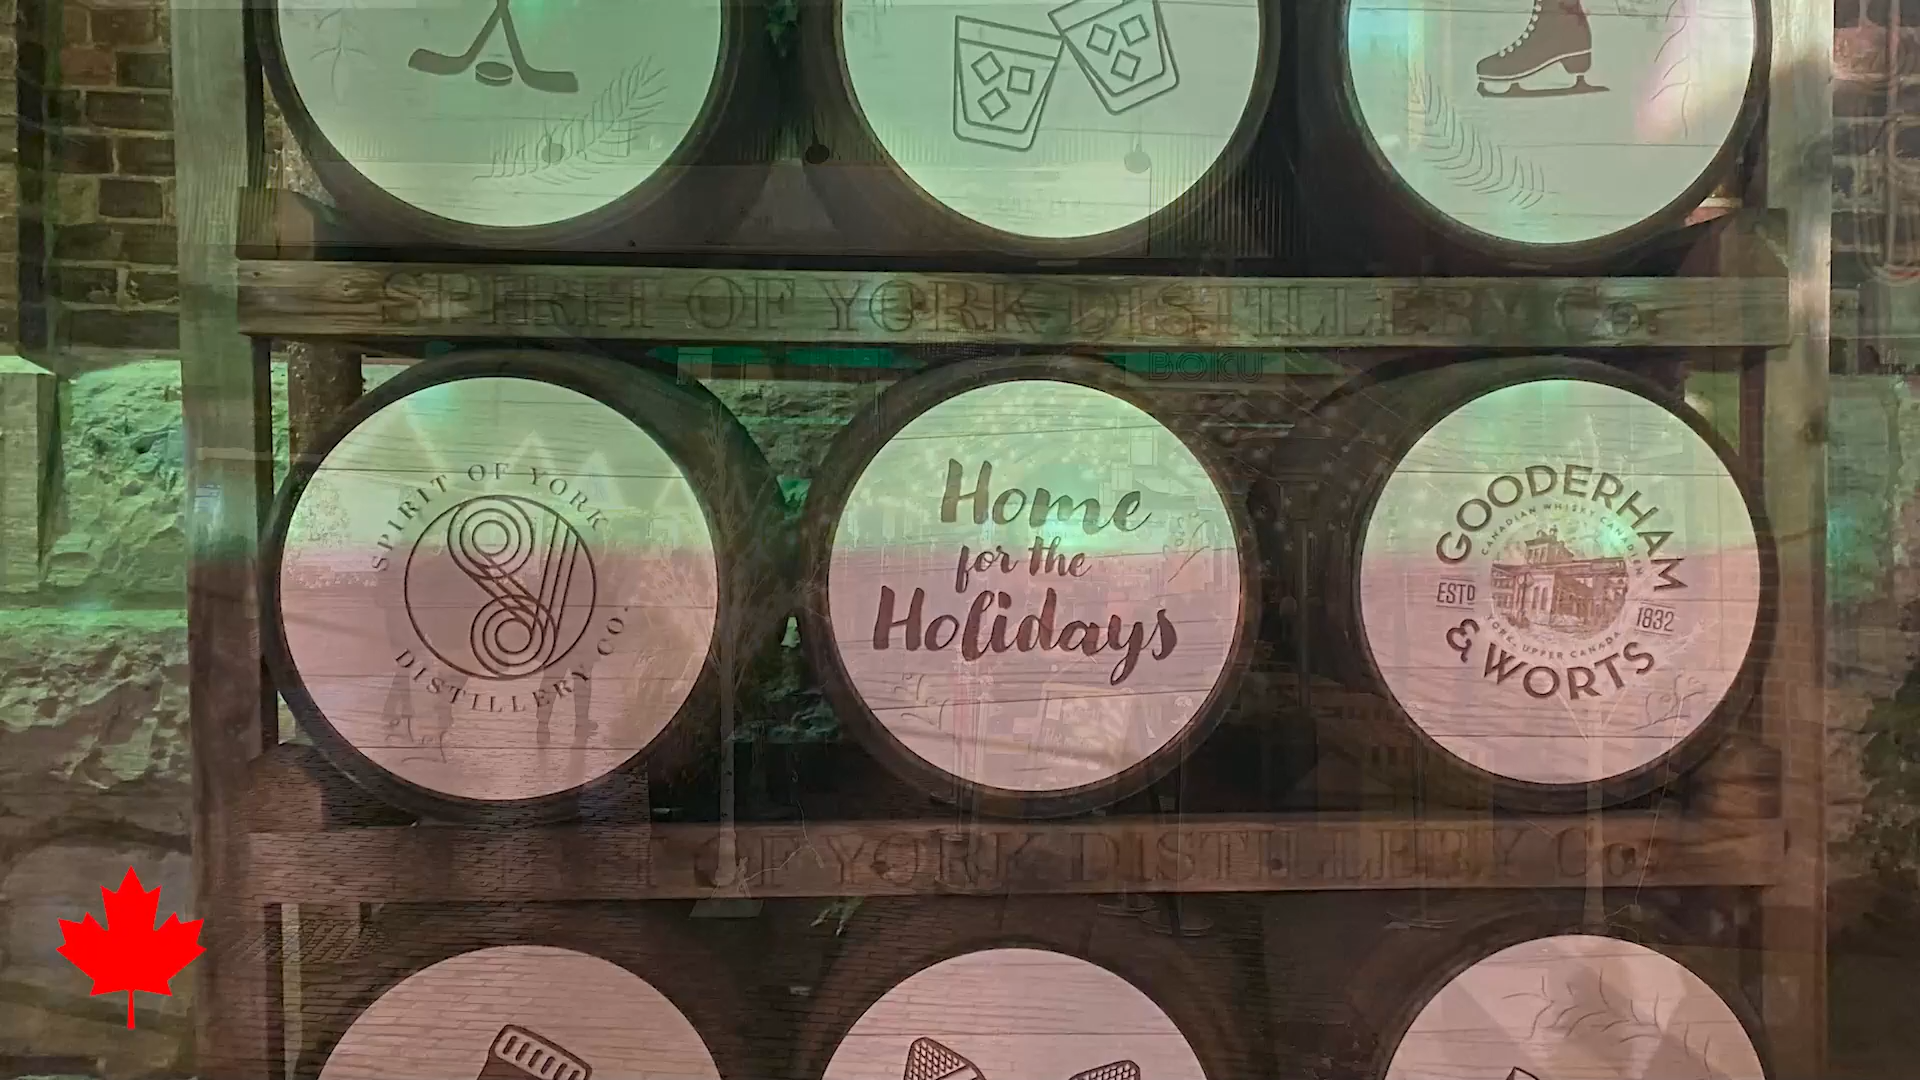 SPIRIT OF YORK DISTILLERY Co.
BOKU
SPIRIT OF YORK
DISTILLERY CO.
Home
for the
Holidays
GOODERHAM
CANADIAN WHISKY CANADIEN
ESTD
1832
YORK, UPPER CANADA
& WORTS
OF YORK DISTILLERY Co.